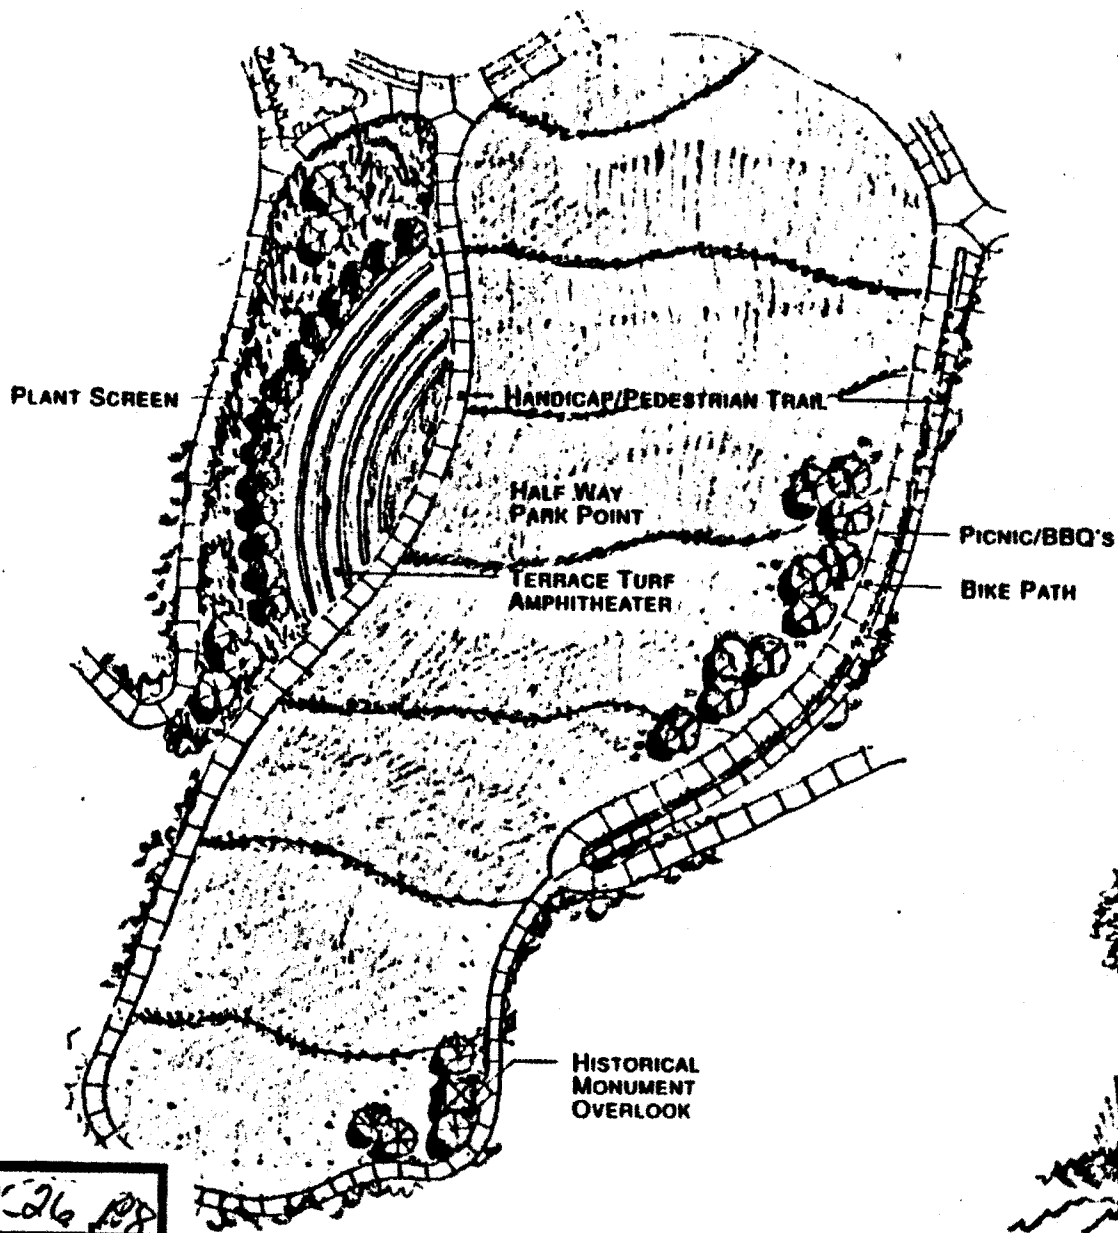 PLANT SCREEN
HANDICAP/PEDESTRIAN TRAIL
HALF WAY
PARK POINT
PICNIC/BBQ's
TERRACE TURF
AMPHITHEATER
BIKE PATH
HISTORICAL
MONUMENT
OVERLOOK
26